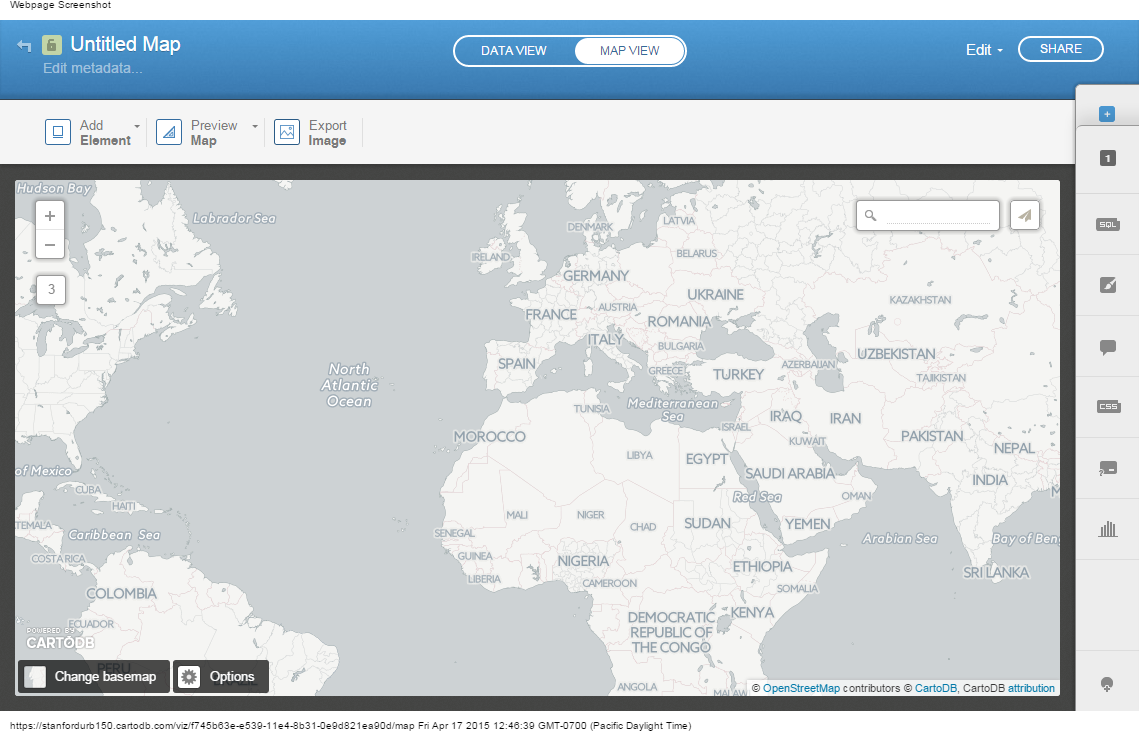 Webpage Screenshot
Untitled Map
Edit metadata...
DATA VIEW
MAP VIEW
Edit
SHARE
Add Element
Preview Map
Export Image
+
1
SQL
CSS
Hudson Bay
Labrador Sea
+
−
3
DENMARK
LATVIA
IRELAND
BELARUS
GERMANY
UKRAINE
KAZAKHSTAN
AUSTRIA
FRANCE
ROMANIA
ITALY
BULGARIA
UZBEKISTAN
SPAIN
GREECE
TURKEY
AZERBAIJAN
TAJIKISTAN
North
Atlantic
Ocean
TUNISIA
Mediterranean
Sea
ISRAEL
IRAQ
IRAN
MOROCCO
KUWAIT
PAKISTAN
NEPAL
LIBYA
EGYPT
of Mexico
SAUDI ARABIA
INDIA
M
CUBA
Red Sea
OMAN
HAITI
MALI
NIGER
CHAD
SUDAN
YEMEN
TEMALA
Caribbean Sea
SENEGAL
Arabian Sea
Bay of Ben
COSTA RICA
GUINEA
NIGERIA
ETHIOPIA
SRI LANKA
LIBERIA
CAMEROON
SOMALIA
COLOMBIA
KENYA
ECUADOR
DEMOCRATIC
REPUBLIC OF
THE CONGO
POWERED BY
CARTODB
PERU
Change basemap
Options
ANGOLA
MALAW
© OpenStreetMap contributors © CartoDB, CartoDB attribution
https://stanfordurb150.cartodb.com/viz/f745b63e-e539-11e4-8b31-0e9d821ea90d/map Fri Apr 17 2015 12:46:39 GMT-0700 (Pacific Daylight Time)